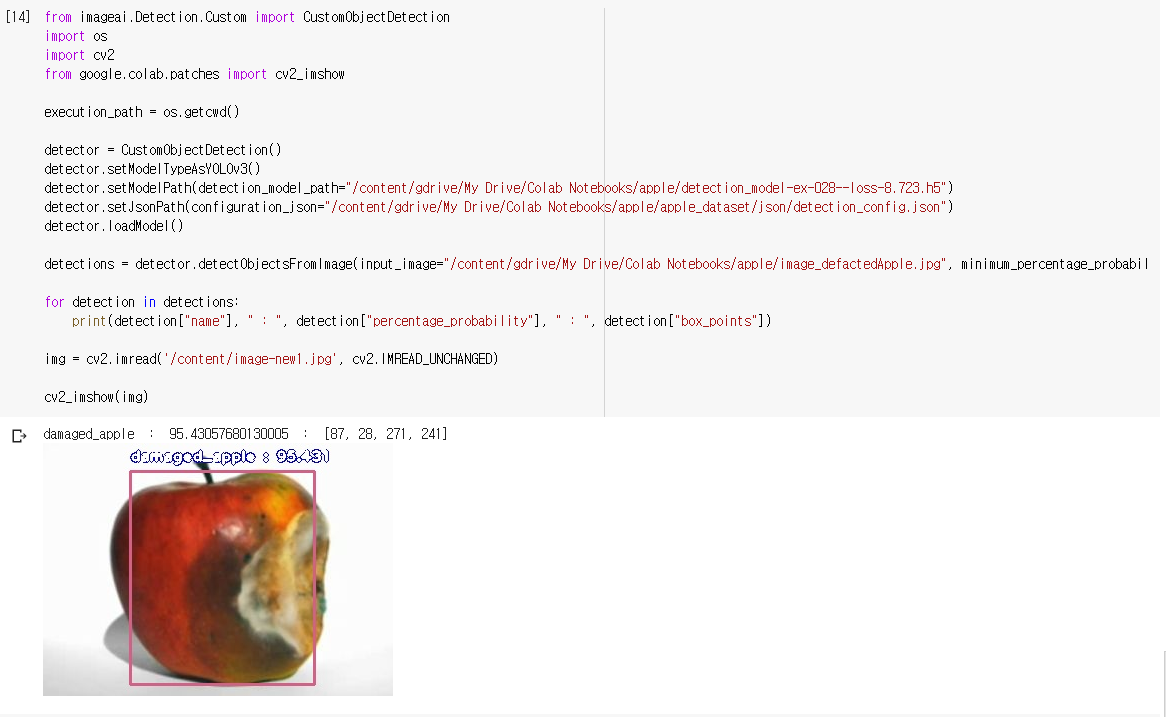 [14] from imageai.Detection.Custom import CustomObjectDetection
import os
import cv2
from google.colab.patches import cv2_imshow
execution_path = os.getcwd()
detector = CustomObjectDetection()
detector.setModelTypeAsYOLOv3()
detector.setModelPath(detection_model_path="/content/gdrive/My Drive/Colab Notebooks/apple/detection_model-ex-028--loss-8.723.h5")
detector.setJsonPath(configuration_json="/content/gdrive/My Drive/Colab Notebooks/apple/apple_dataset/json/detection_config.json")
detector.loadModel()
detections = detector.detectObjectsFromImage(input_image="/content/gdrive/My Drive/Colab Notebooks/apple/image_defactedApple.jpg", minimum_percentage_probabil
for detection in detections:
    print(detection["name"], " : ", detection["percentage_probability"], " : ", detection["box_points"])
img = cv2.imread('/content/image-new1.jpg', cv2.IMREAD_UNCHANGED)
cv2_imshow(img)
damaged_apple : 95.43057680130005 : [87, 28, 271, 241]
damaged_apple : 95.431